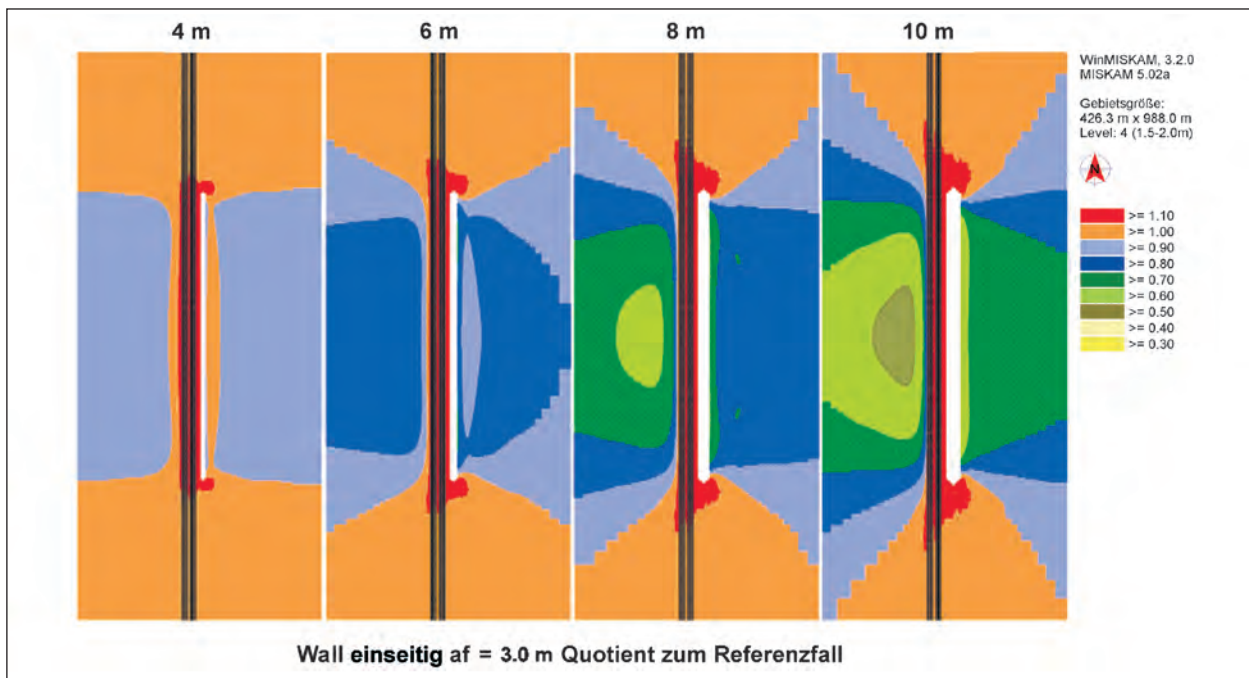 4 m 6 m 8 m 10 m
WinMISKAM, 3.2.0
MISKAM 5.02a
Gebietsgröße:
426.3 m x 988.0 m
Level: 4 (1.5-2.0m)
N
>= 1.10
>= 1.00
>= 0.90
>= 0.80
>= 0.70
>= 0.60
>= 0.50
>= 0.40
>= 0.30
Wall einseitig af = 3.0 m Quotient zum Referenzfall